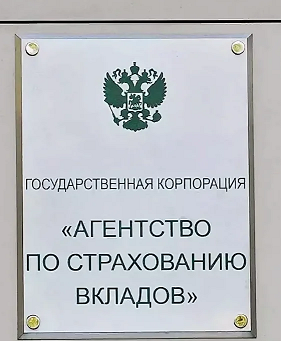 ГОСУДАРСТВЕННАЯ КОРПОРАЦИЯ
«АГЕНТСТВО
ПО СТРАХОВАНИЮ
ВКЛАДОВ»